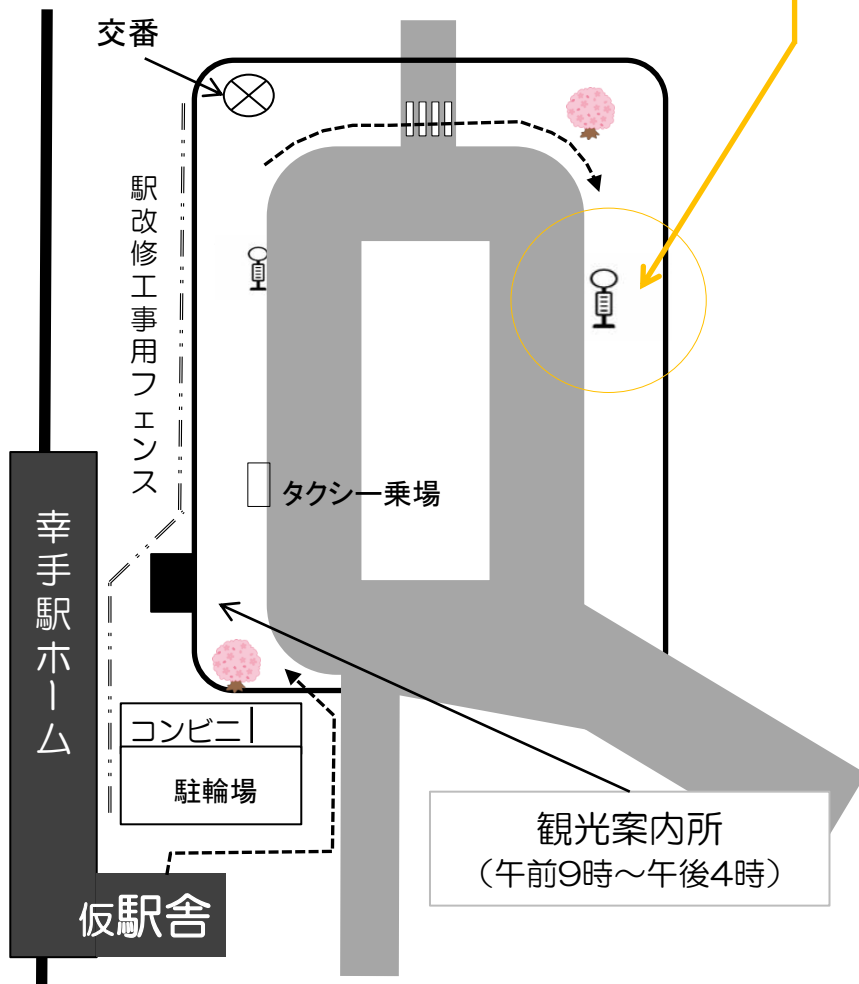 交番
駅改修工事用フェンス
タクシー乗場
幸手駅ホーム
コンビニ
駐輪場
観光案内所
（午前9時～午後4時）
仮駅舎